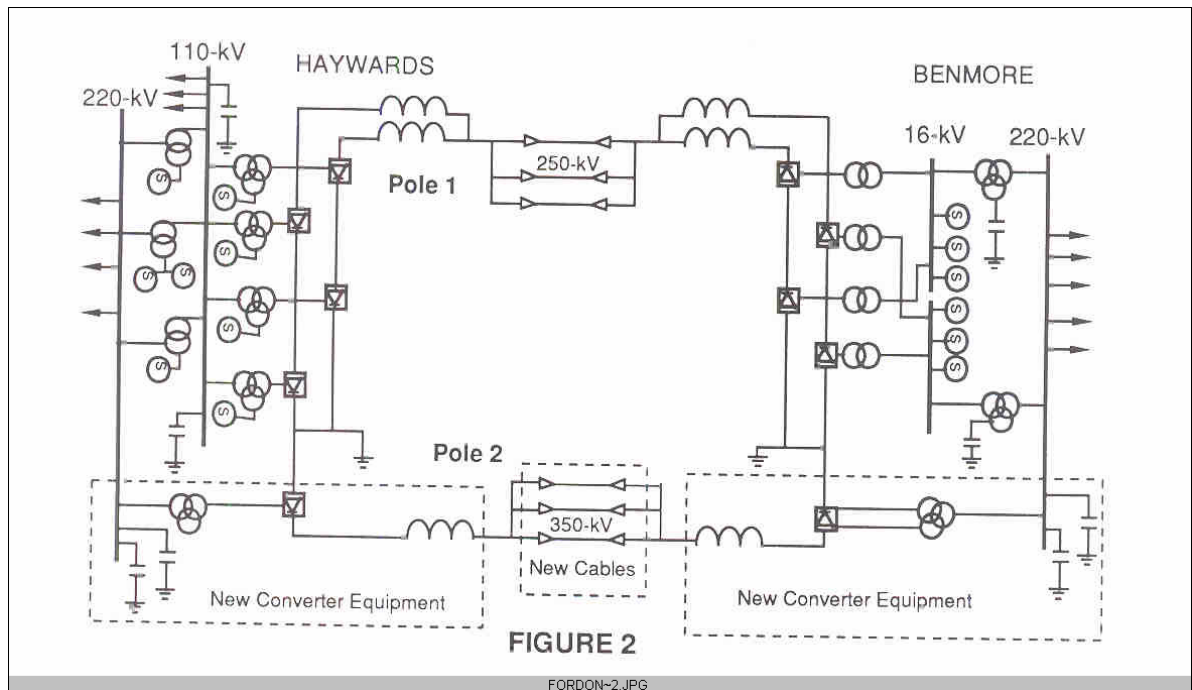 110-kV
HAYWARDS
BENMORE
220-kV
16-kV
220-kV
250-kV
Pole 1
S
S
S
S
S
S
S
S
S
S
S
S
S
S
Pole 2
350-kV
New Cables
New Converter Equipment
New Converter Equipment
FIGURE 2
FORDON~2.JPG